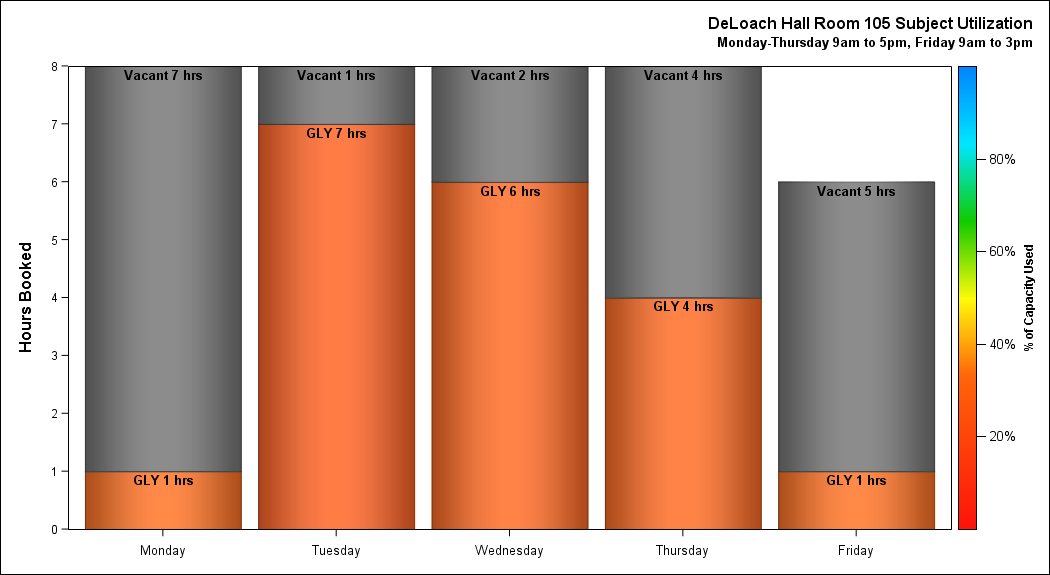 DeLoach Hall Room 105 Subject Utilization
Monday-Thursday 9am to 5pm, Friday 9am to 3pm
Hours Booked
8
7
6
5
4
3
2
1
0
Vacant 7 hrs
GLY 1 hrs
Vacant 1 hrs
GLY 7 hrs
Vacant 2 hrs
GLY 6 hrs
Vacant 4 hrs
GLY 4 hrs
Vacant 5 hrs
GLY 1 hrs
Monday
Tuesday
Wednesday
Thursday
Friday
80%
60%
40%
20%
% of Capacity Used